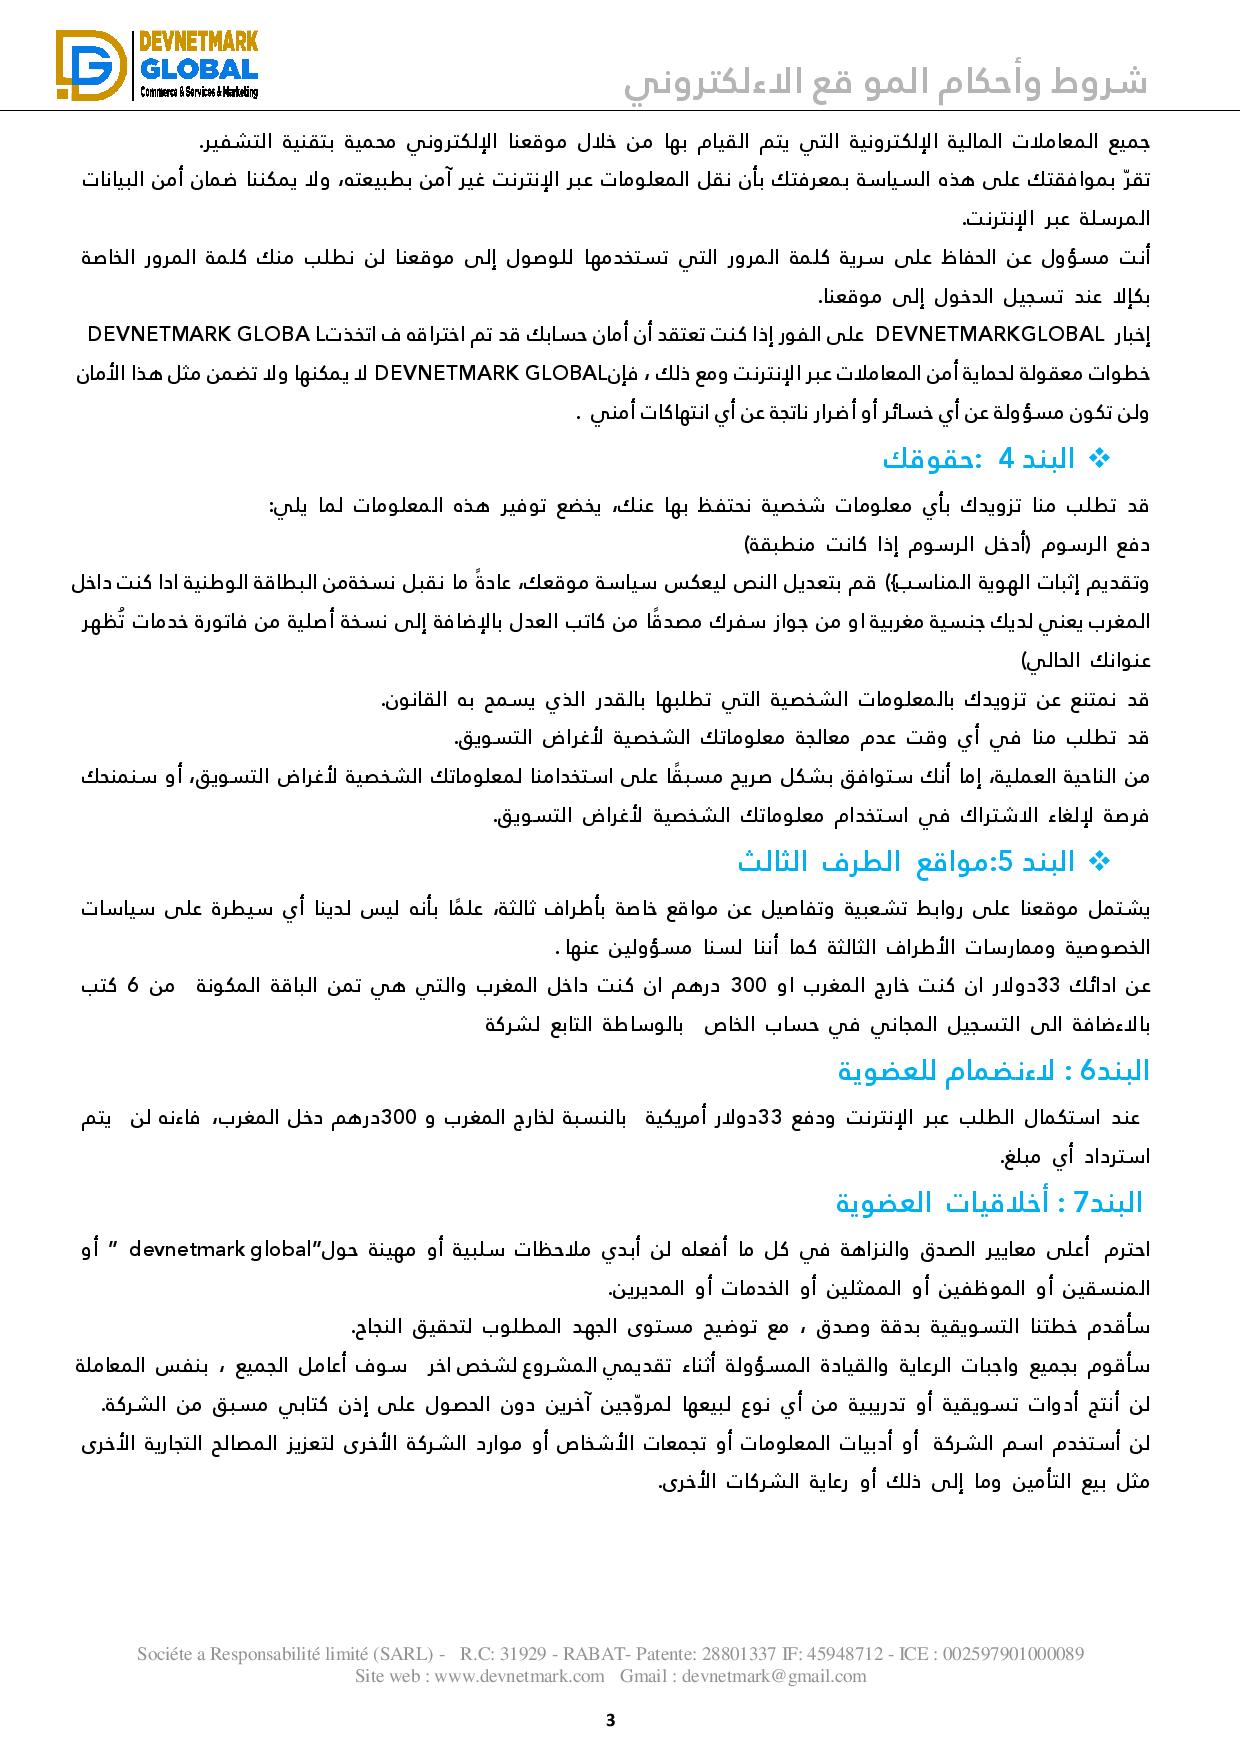 DEVNETMARK
GLOBAL
Commerce & Services & Marketing
شروط وأحكام المو قع الاءلكتروني
جميع المعاملات المالية الإلكترونية التي يتم القيام بها من خلال موقعنا الإلكتروني محمية بتقنية التشفير.
تقرّ بموافقتك على هذه السياسة بمعرفتك بأن نقل المعلومات عبر الإنترنت غير آمن بطبيعته، ولا يمكننا ضمان أمن البيانات
المرسلة عبر الإنترنت.
أنت مسؤول عن الحفاظ على سرية كلمة المرور التي تستخدمها للوصول إلى موقعنا لن نطلب منك كلمة المرور الخاصة
بكإلا عند تسجيل الدخول إلى موقعنا.
إخبار DEVNETMARKGLOBAL على الفور إذا كنت تعتقد أن أمان حسابك قد تم اختراقه ف اتخذتDEVNETMARK GLOBA L
خطوات معقولة لحماية أمن المعاملات عبر الإنترنت ومع ذلك ، فإنDEVNETMARK GLOBAL لا يمكنها ولا تضمن مثل هذا الأمان
ولن تكون مسؤولة عن أي خسائر أو أضرار ناتجة عن أي انتهاكات أمني .
❖ البند 4 :حقوقك
قد تطلب منا تزويدك بأي معلومات شخصية نحتفظ بها عنك، يخضع توفير هذه المعلومات لما يلي:
دفع الرسوم (أدخل الرسوم إذا كانت منطبقة)
وتقديم إثبات الهوية المناسب}) قم بتعديل النص ليعكس سياسة موقعك، عادةً ما نقبل نسخةمن البطاقة الوطنية ادا كنت داخل
المغرب يعني لديك جنسية مغربية او من جواز سفرك مصدقًا من كاتب العدل بالإضافة إلى نسخة أصلية من فاتورة خدمات تُظهر
عنوانك الحالي)
قد نمتنع عن تزويدك بالمعلومات الشخصية التي تطلبها بالقدر الذي يسمح به القانون.
قد تطلب منا في أي وقت عدم معالجة معلوماتك الشخصية لأغراض التسويق.
من الناحية العملية، إما أنك ستوافق بشكل صريح مسبقًا على استخدامنا لمعلوماتك الشخصية لأغراض التسويق، أو سنمنحك
فرصة لإلغاء الاشتراك في استخدام معلوماتك الشخصية لأغراض التسويق.
❖ البند 5:مواقع الطرف الثالث
يشتمل موقعنا على روابط تشعبية وتفاصيل عن مواقع خاصة بأطراف ثالثة، علمًا بأنه ليس لدينا أي سيطرة على سياسات
الخصوصية وممارسات الأطراف الثالثة كما أننا لسنا مسؤولين عنها .
عن ادائك 33دولار ان كنت خارج المغرب او 300 درهم ان كنت داخل المغرب والتي هي تمن الباقة المكونة من 6 كتب
بالاءضافة الى التسجيل المجاني في حساب الخاص بالوساطة التابع لشركة
البند6 : لاءنضمام للعضوية
عند استكمال الطلب عبر الإنترنت ودفع 33دولار أمريكية بالنسبة لخارج المغرب و 300درهم دخل المغرب، فاءنه لن يتم
استرداد أي مبلغ.
البند7 : أخلاقيات العضوية
احترم أعلى معايير الصدق والنزاهة في كل ما أفعله لن أبدي ملاحظات سلبية أو مهينة حول"devnetmark global " أو
المنسقين أو الموظفين أو الممثلين أو الخدمات أو المديرين.
سأقدم خطتنا التسويقية بدقة وصدق ، مع توضيح مستوى الجهد المطلوب لتحقيق النجاح.
سأقوم بجميع واجبات الرعاية والقيادة المسؤولة أثناء تقديمي المشروع لشخص اخر سوف أعامل الجميع ، بنفس المعاملة
لن أنتج أدوات تسويقية أو تدريبية من أي نوع لبيعها لمروّجين آخرين دون الحصول على إذن كتابي مسبق من الشركة.
لن أستخدم اسم الشركة أو أدبيات المعلومات أو تجمعات الأشخاص أو موارد الشركة الأخرى لتعزيز المصالح التجارية الأخرى
مثل بيع التأمين وما إلى ذلك أو رعاية الشركات الأخرى.
Sociéte a Responsabilité limité (SARL) - R.C: 31929 - RABAT- Patente: 28801337 IF: 45948712 - ICE : 002597901000089
Site web : www.devnetmark.com Gmail : devnetmark@gmail.com
3